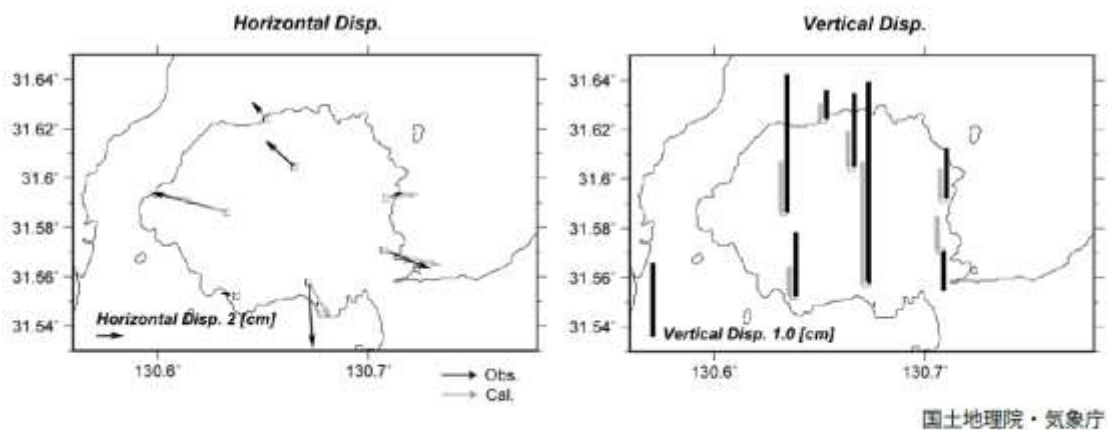 Horizontal Disp.
Vertical Disp.
31.64°
31.62°
31.6°
31.58°
31.56°
31.54°
Horizontal Disp. 2 [cm]
130.6°
130.7°
Obs.
Cal.
31.64°
31.62°
31.6°
31.58°
31.56°
31.54°
Vertical Disp. 1.0 [cm]
130.6°
130.7°
国土地理院・気象庁